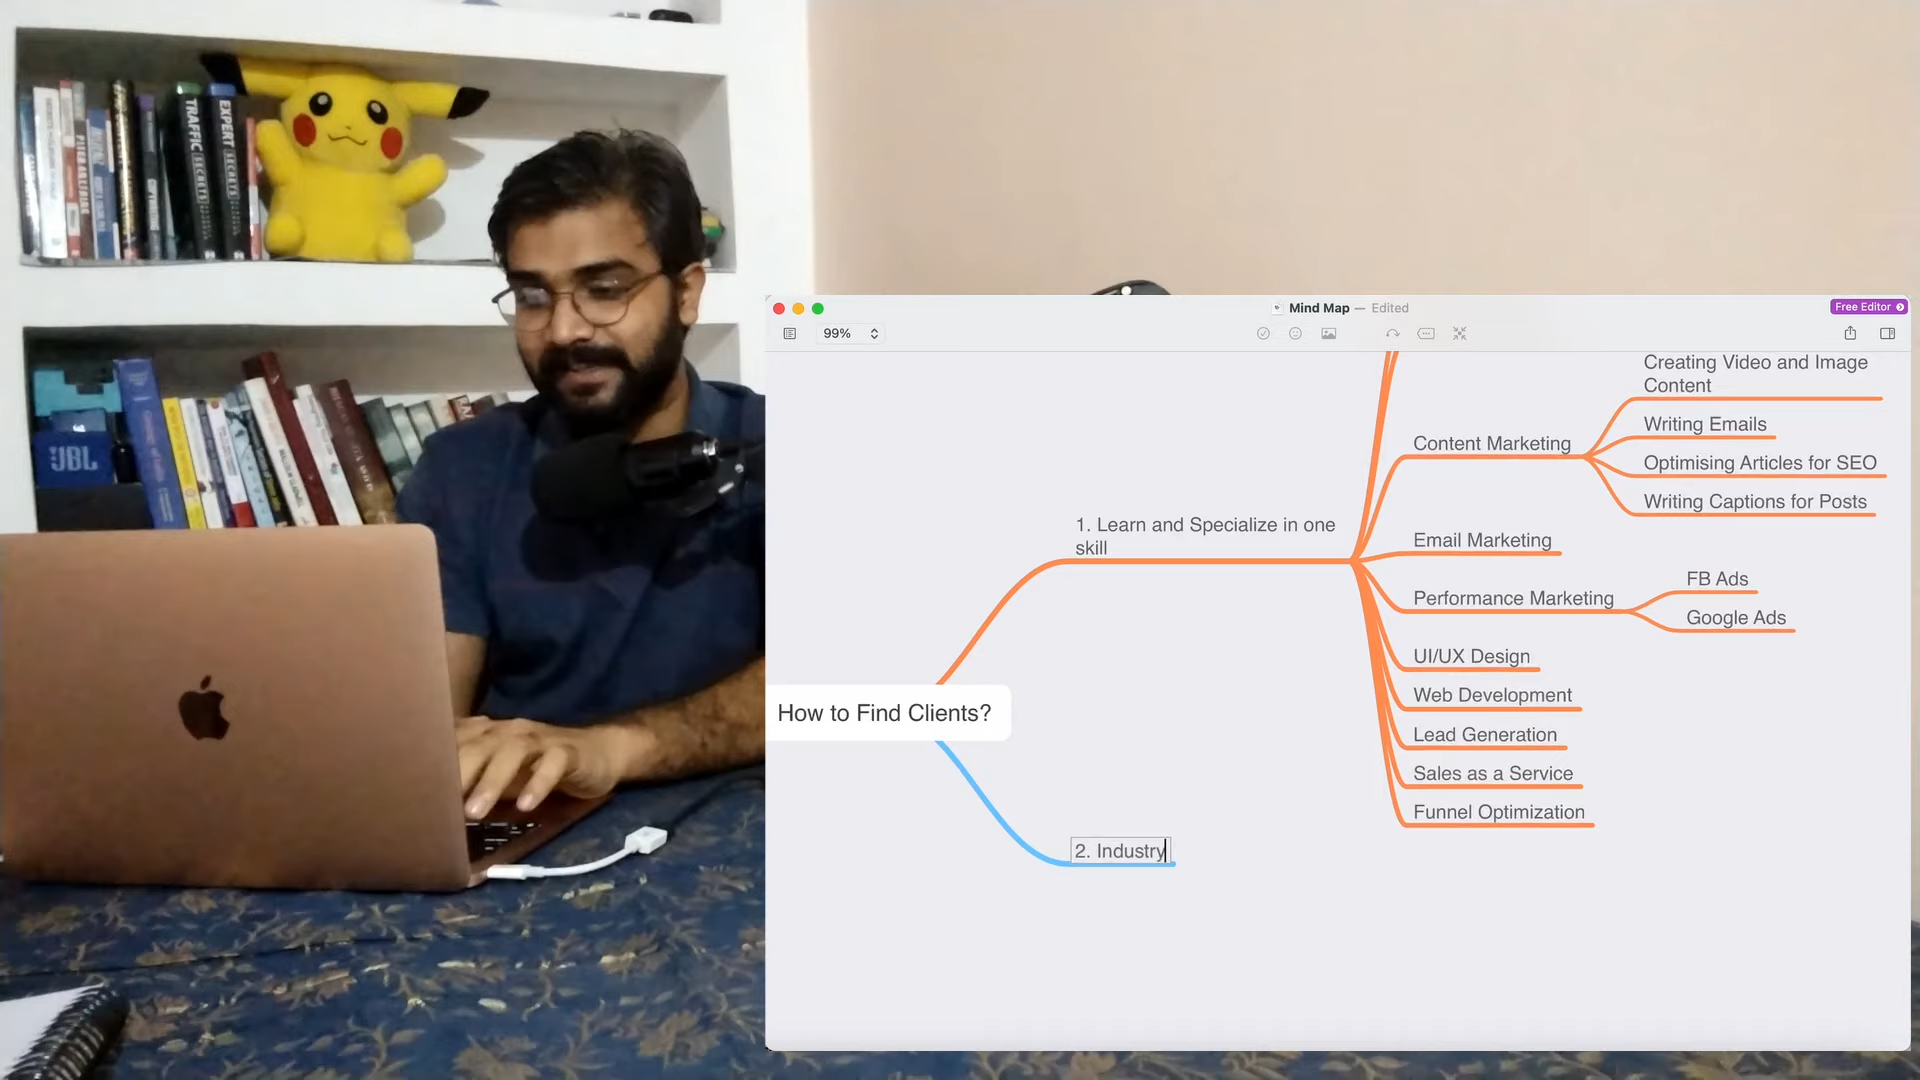 TRAFFIC
SECRETS
EXPERT
SECRETS
JBL
Mind Map — Edited
Free Editor
99%
Creating Video and Image
Content
Content Marketing
Writing Emails
Optimising Articles for SEO
Writing Captions for Posts
1. Learn and Specialize in one
skill
Email Marketing
Performance Marketing
FB Ads
Google Ads
UI/UX Design
Web Development
How to Find Clients?
Lead Generation
Sales as a Service
Funnel Optimization
2. Industry